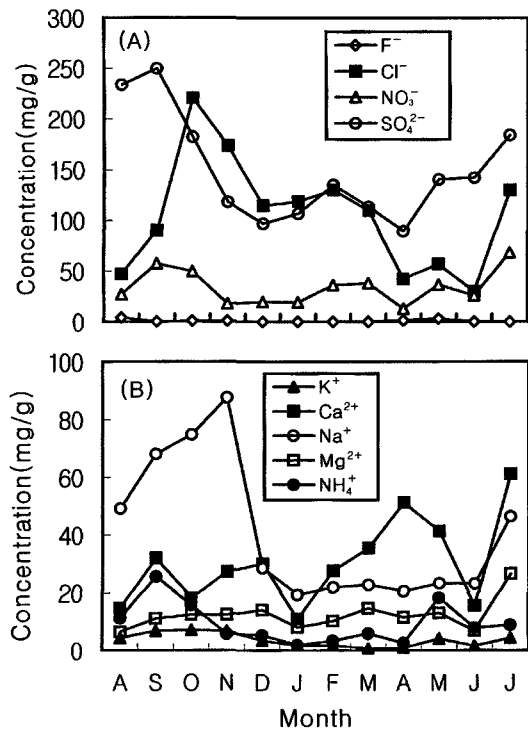 (A)
F⁻
Cl⁻
NO₃⁻
SO₄²⁻
300
250
200
150
100
50
0
Concentration(mg/g)
(B)
K⁺
Ca²⁺
Na⁺
Mg²⁺
NH₄⁺
100
80
60
40
20
0
Concentration(mg/g)
A S O N D J F M A M J J
Month